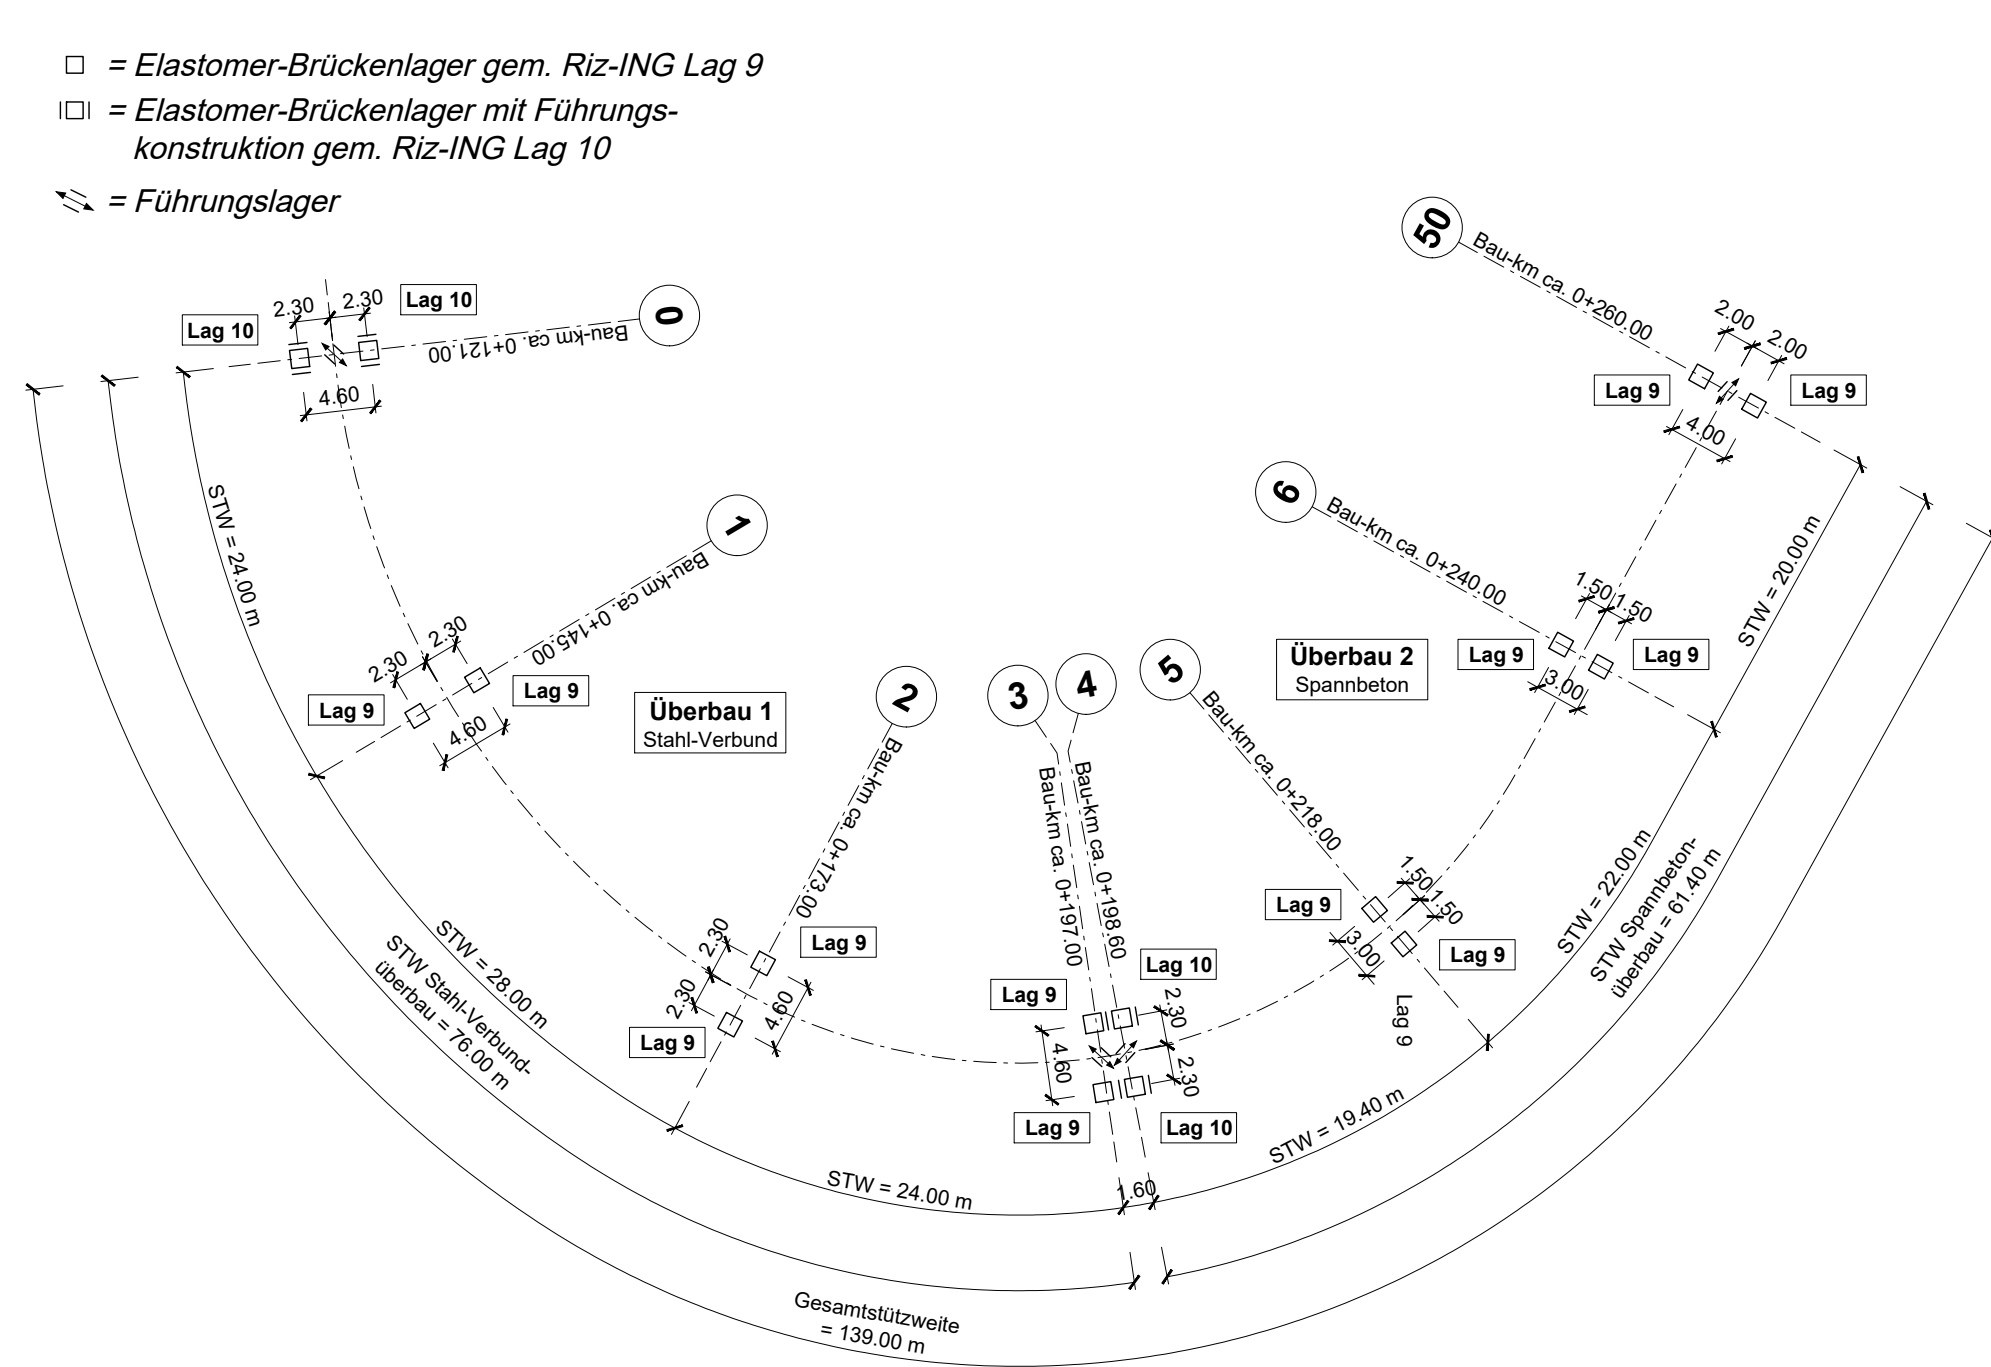 = Elastomer-Brückenlager gem. Riz-ING Lag 9
= Elastomer-Brückenlager mit Führungs-
konstruktion gem. Riz-ING Lag 10
= Führungslager
0
Bau-km ca. 0+121.00
2.30
2.30
Lag 10
Lag 10
4.60
STW = 24.00 m
1
Bau-km ca. 0+145.00
2.30
2.30
Lag 9
Lag 9
4.60
Überbau 1
Stahl-Verbund
STW = 28.00 m
STW Stahl-Verbund-
überbau = 76.00 m
2
Bau-km ca. 0+173.00
2.30
2.30
Lag 9
Lag 9
4.60
STW = 24.00 m
3
Bau-km ca. 0+197.00
4
Bau-km ca. 0+198.60
Lag 9
Lag 10
4.60
2.30
2.30
Lag 9
Lag 10
1.60
STW = 19.40 m
5
Bau-km ca. 0+218.00
1.50
1.50
Lag 9
Lag 9
3.00
Lag 9
Überbau 2
Spannbeton
STW = 22.00 m
STW Spannbeton-
überbau = 61.40 m
6
Bau-km ca. 0+240.00
1.50
1.50
Lag 9
Lag 9
3.00
STW = 20.00 m
50
Bau-km ca. 0+260.00
2.00
2.00
Lag 9
Lag 9
4.00
Gesamtstützweite
= 139.00 m